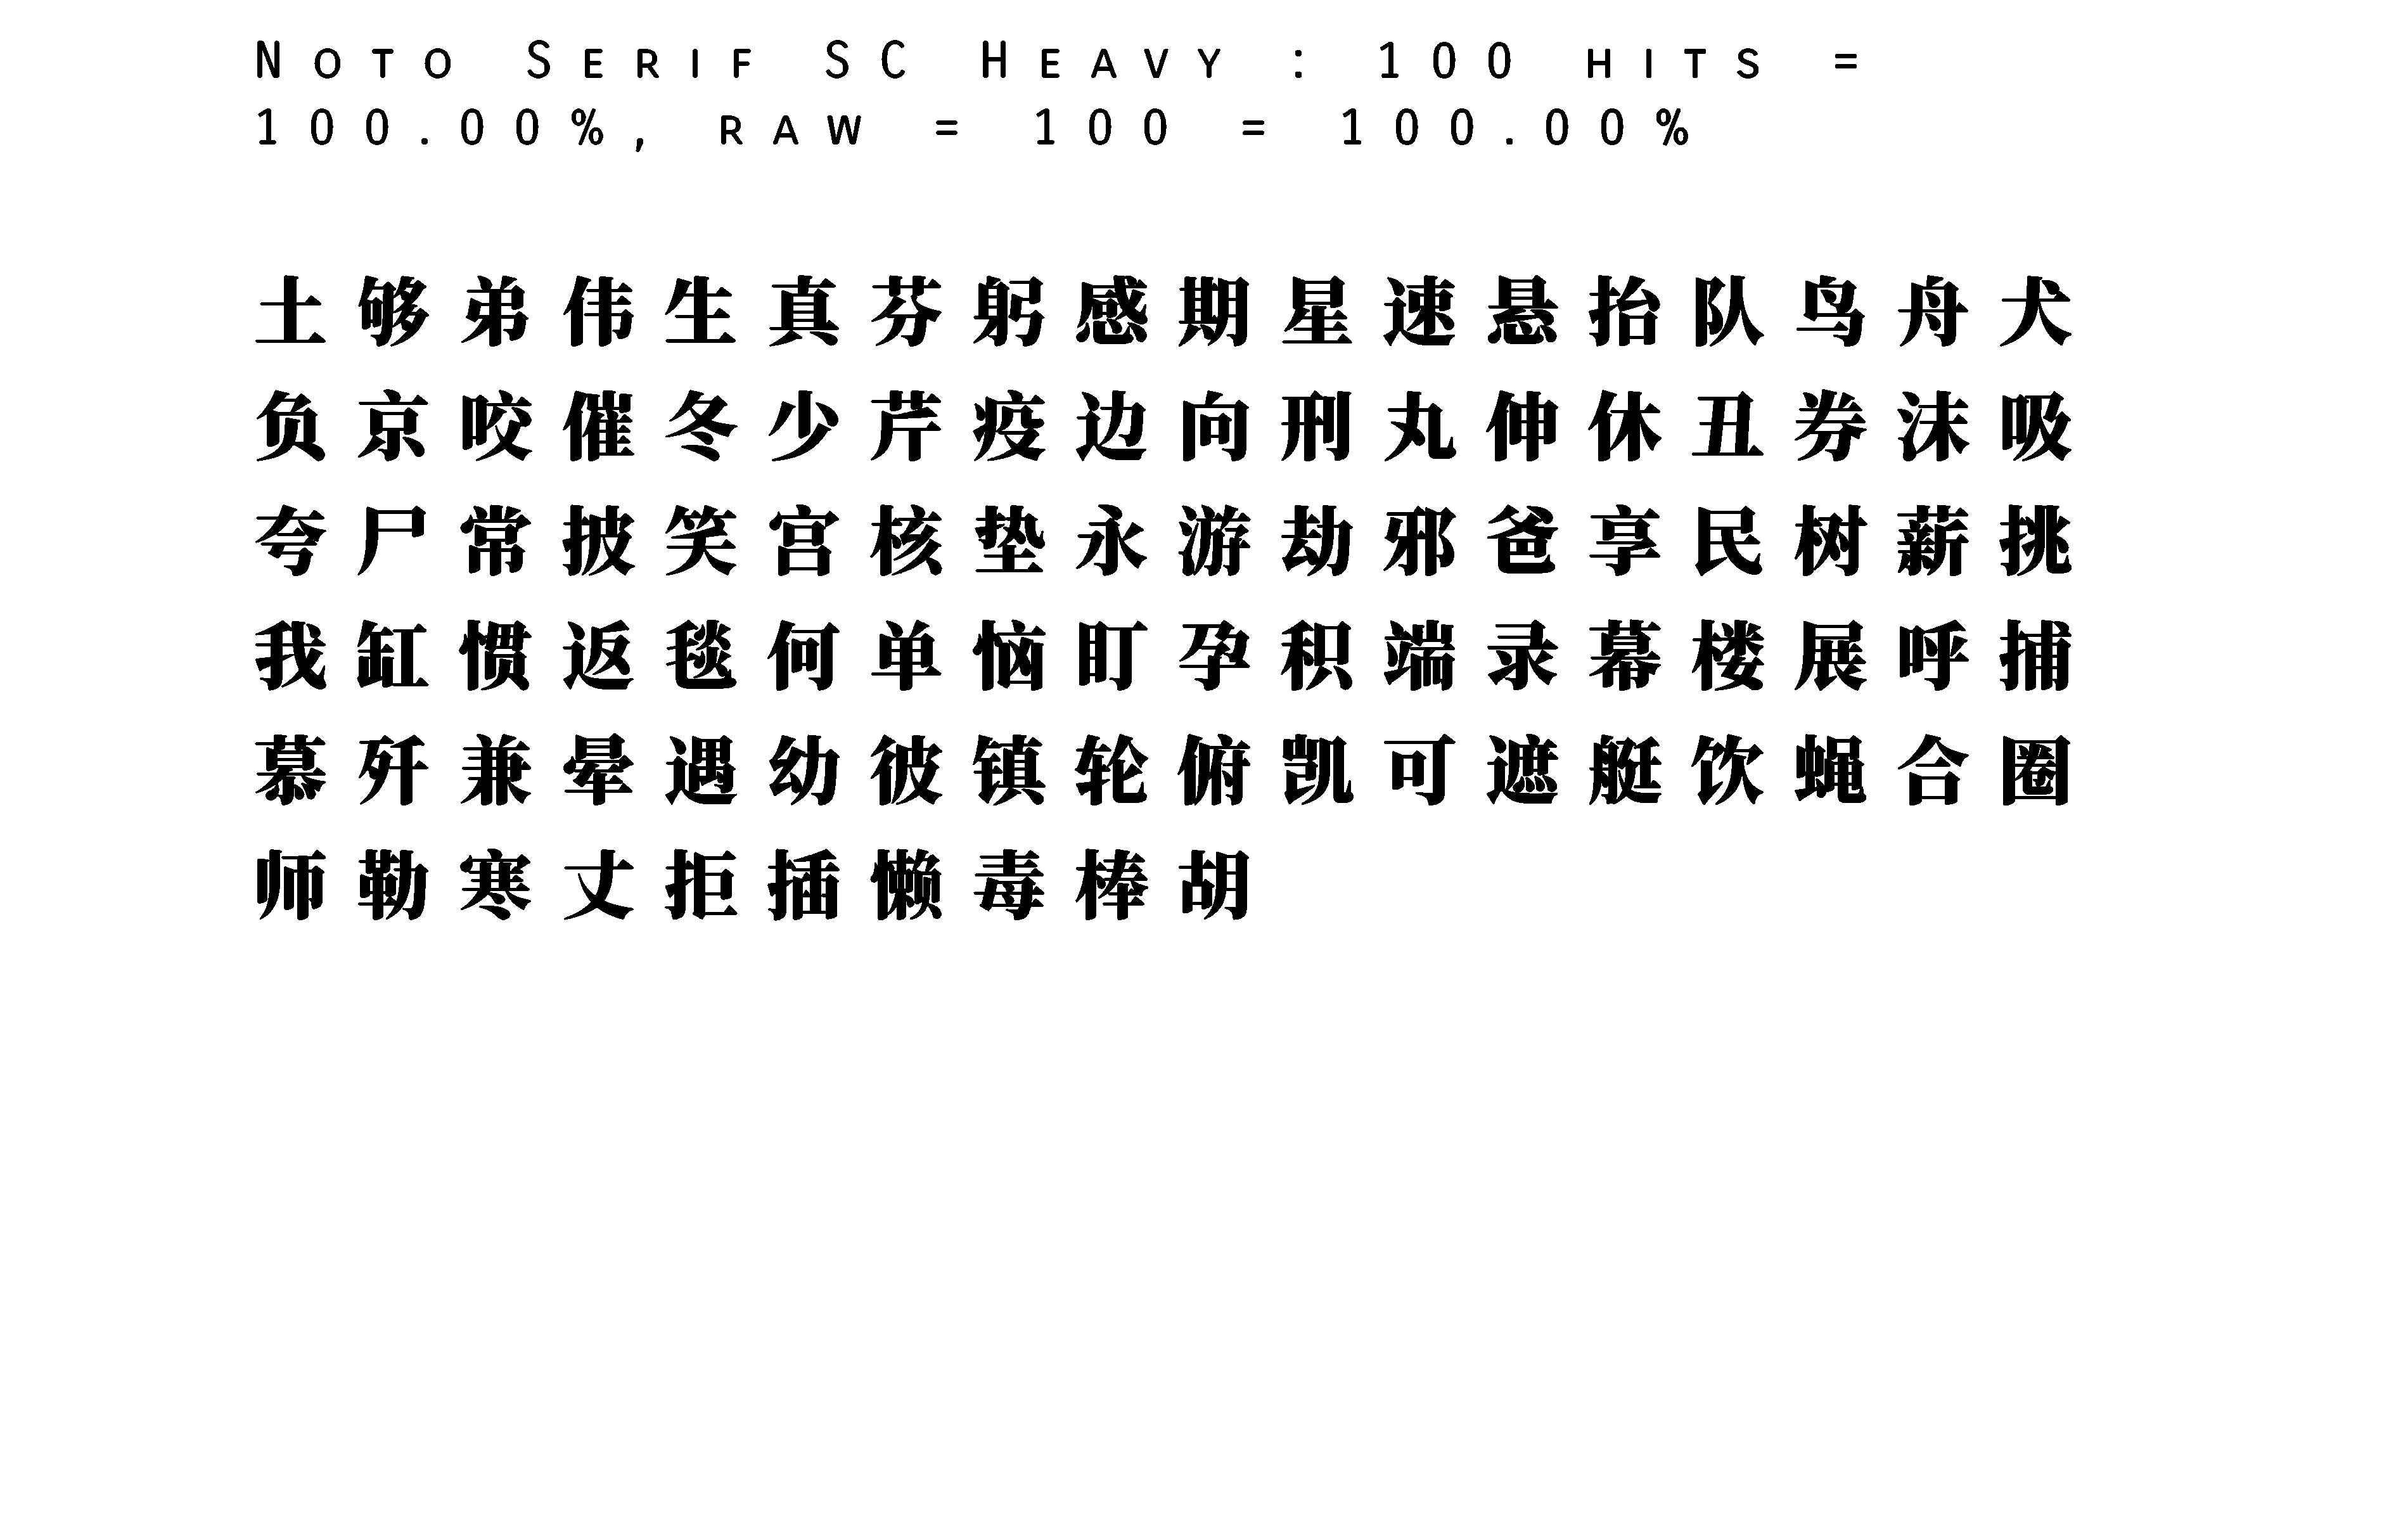 Noto Serif SC Heavy : 100 hits =
100.00%, raw = 100 = 100.00%
土够弟伟生真芬躬感期星速悬抬队鸟舟犬
负京咬催冬少芹疫边向刑丸伸休丑券沫吸
夸尸常披笑宫核垫永游劫邪爸享民树薪挑
我缸惯返毯何单恼盯孕积端录幕楼展呼捕
慕歼兼晕遇幼彼镇轮俯凯可遮艇饮蝇合圈
师勒寒丈拒插懒毒棒胡